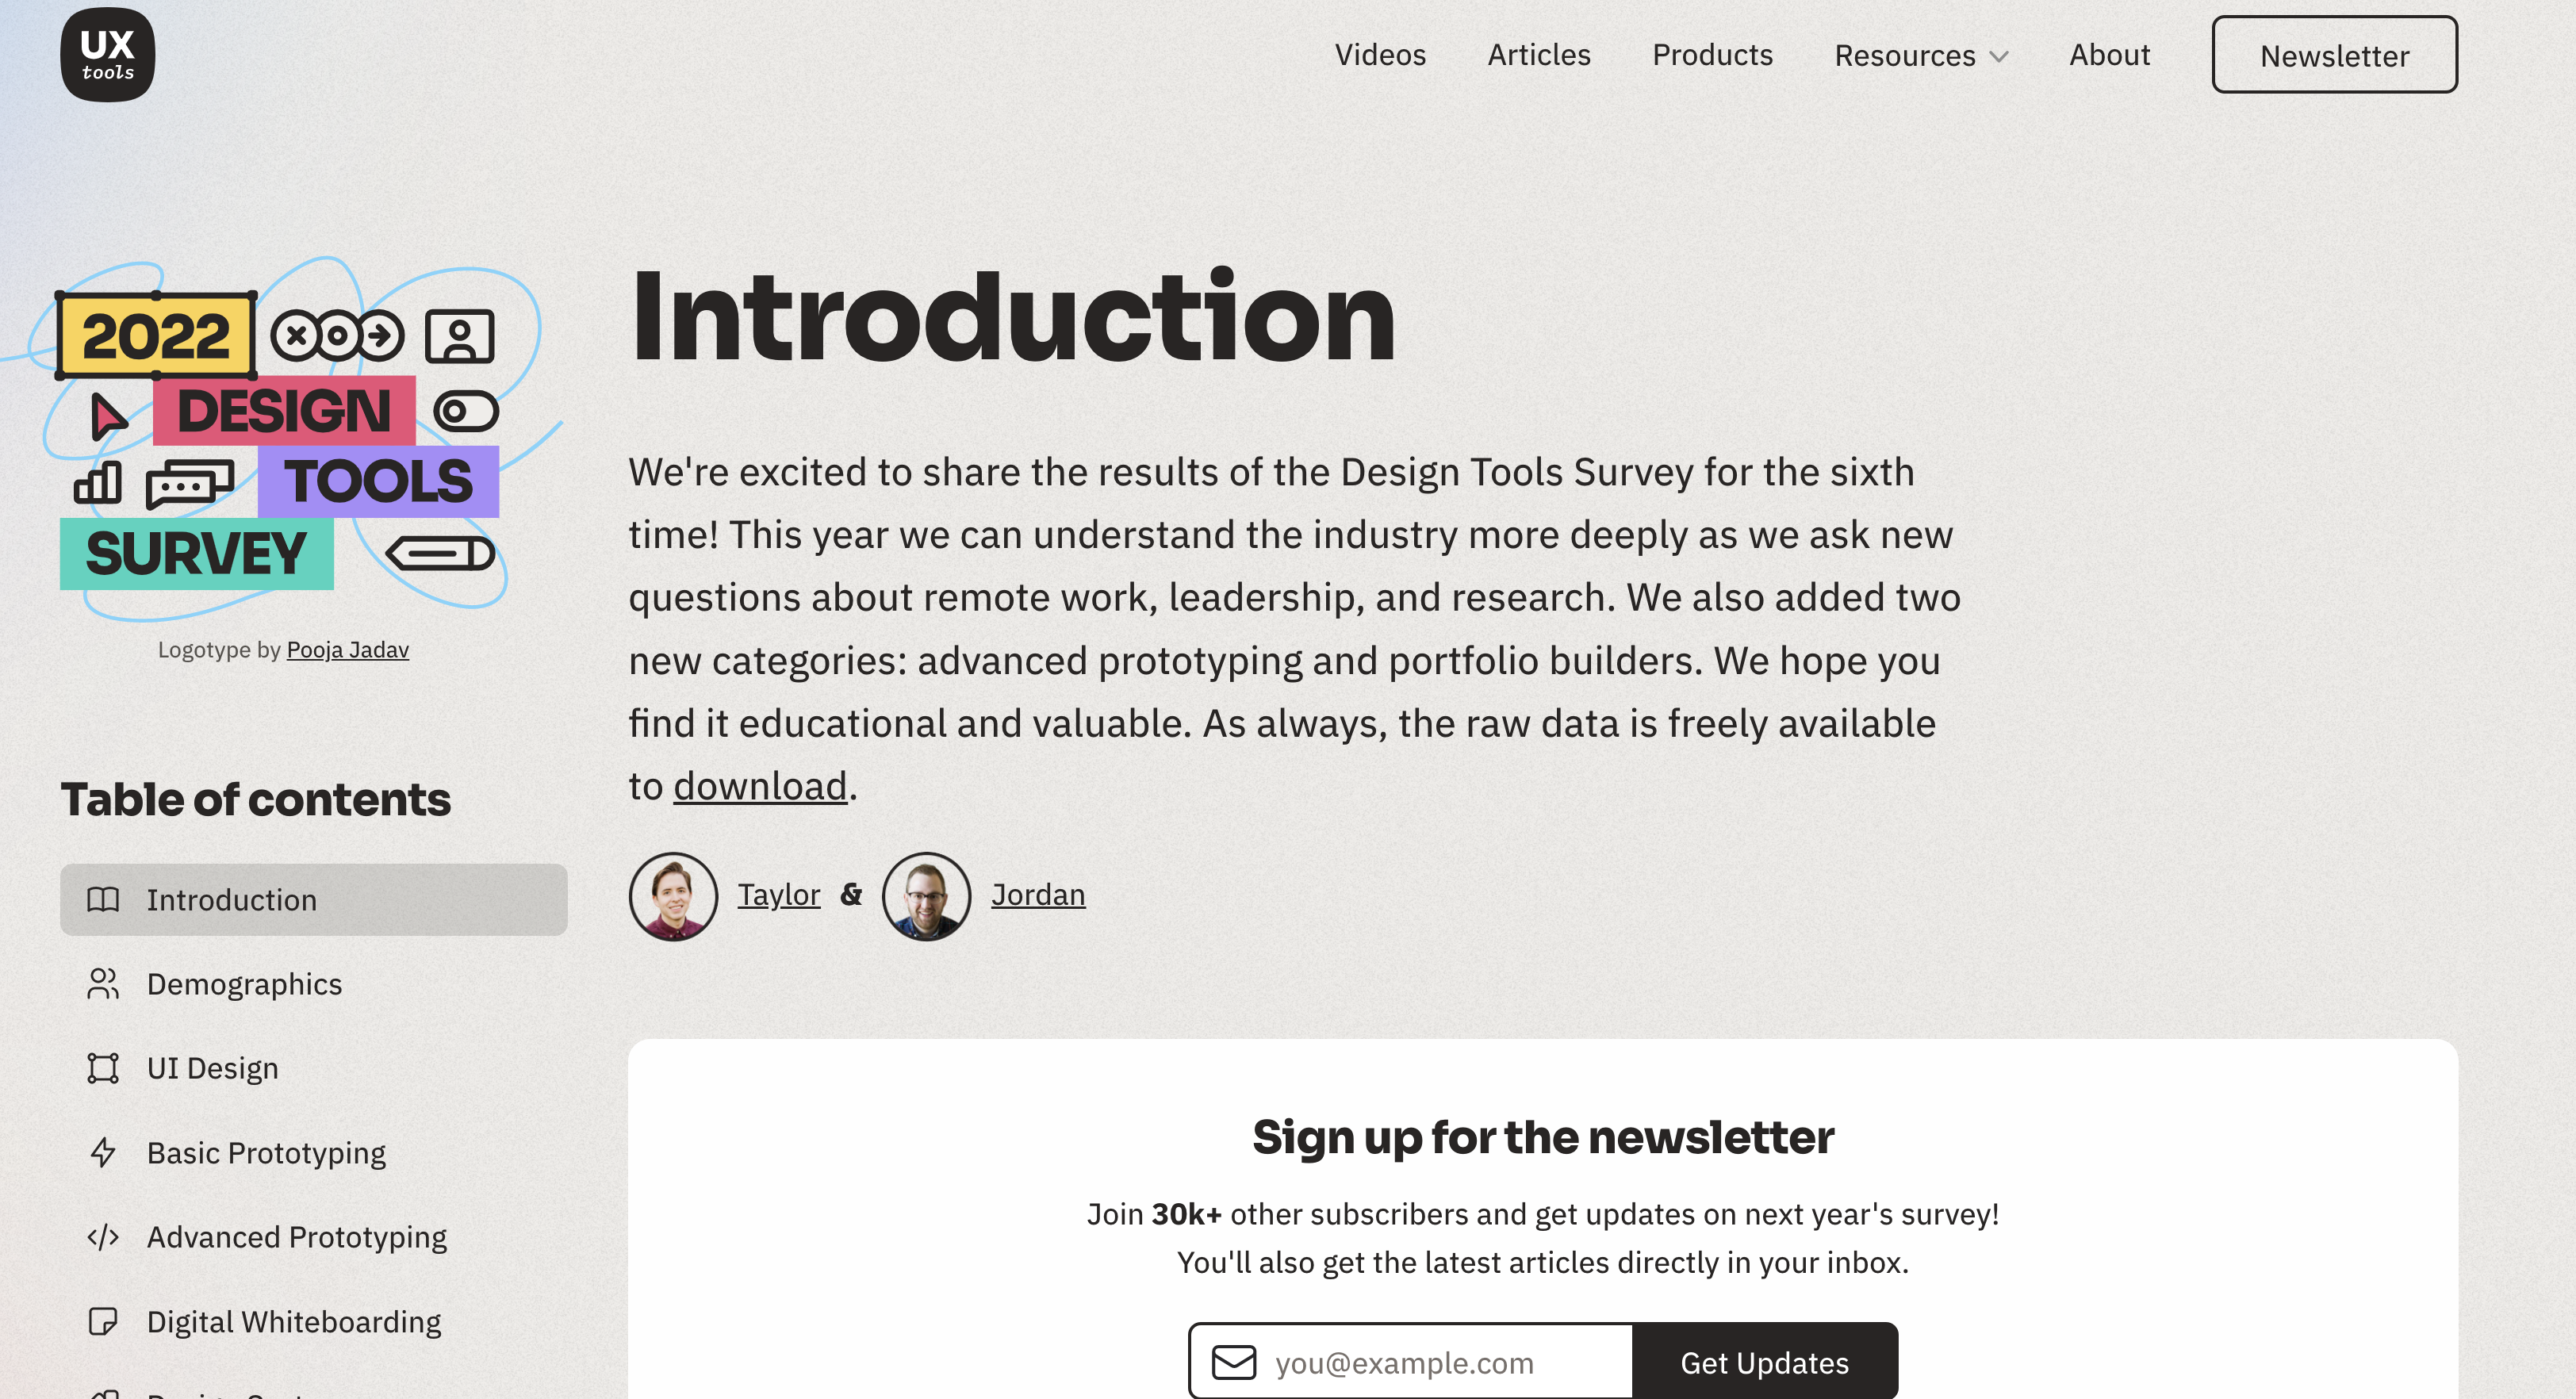 UX
tools
Videos
Articles
Products
Resources
About
Newsletter
2022
DESIGN
TOOLS
SURVEY
Logotype by Pooja Jadav
Table of contents
Introduction
Demographics
UI Design
Basic Prototyping
Advanced Prototyping
Digital Whiteboarding
Introduction
We're excited to share the results of the Design Tools Survey for the sixth
time! This year we can understand the industry more deeply as we ask new
questions about remote work, leadership, and research. We also added two
new categories: advanced prototyping and portfolio builders. We hope you
find it educational and valuable. As always, the raw data is freely available
to download.
Taylor & Jordan
Sign up for the newsletter
Join 30k+ other subscribers and get updates on next year's survey!
You'll also get the latest articles directly in your inbox.
you@example.com
Get Updates